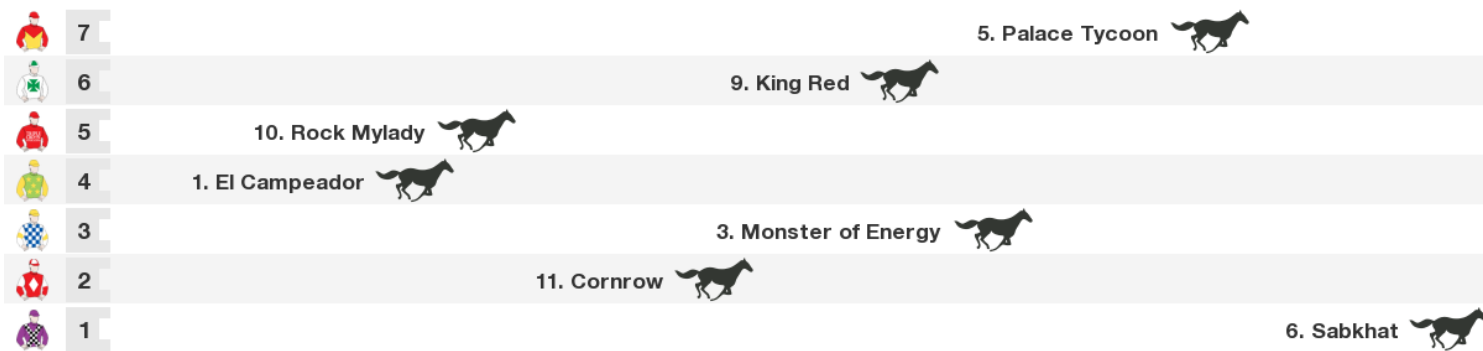 7 5. Palace Tycoon
6 9. King Red
5 10. Rock Mylady
4 1. El Campeador
3 3. Monster of Energy
2 11. Cornrow
1 6. Sabkhat